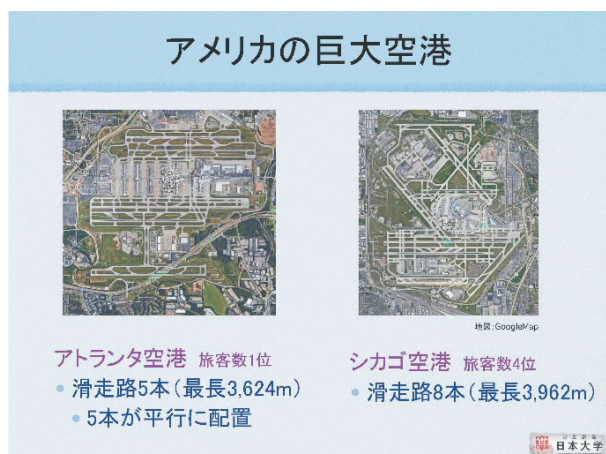 アメリカの巨大空港
地図:GoogleMap
アトランタ空港 旅客数1位
• 滑走路5本(最長3,624m)
• 5本が平行に配置
シカゴ空港 旅客数4位
• 滑走路8本(最長3,962m)
日本大学